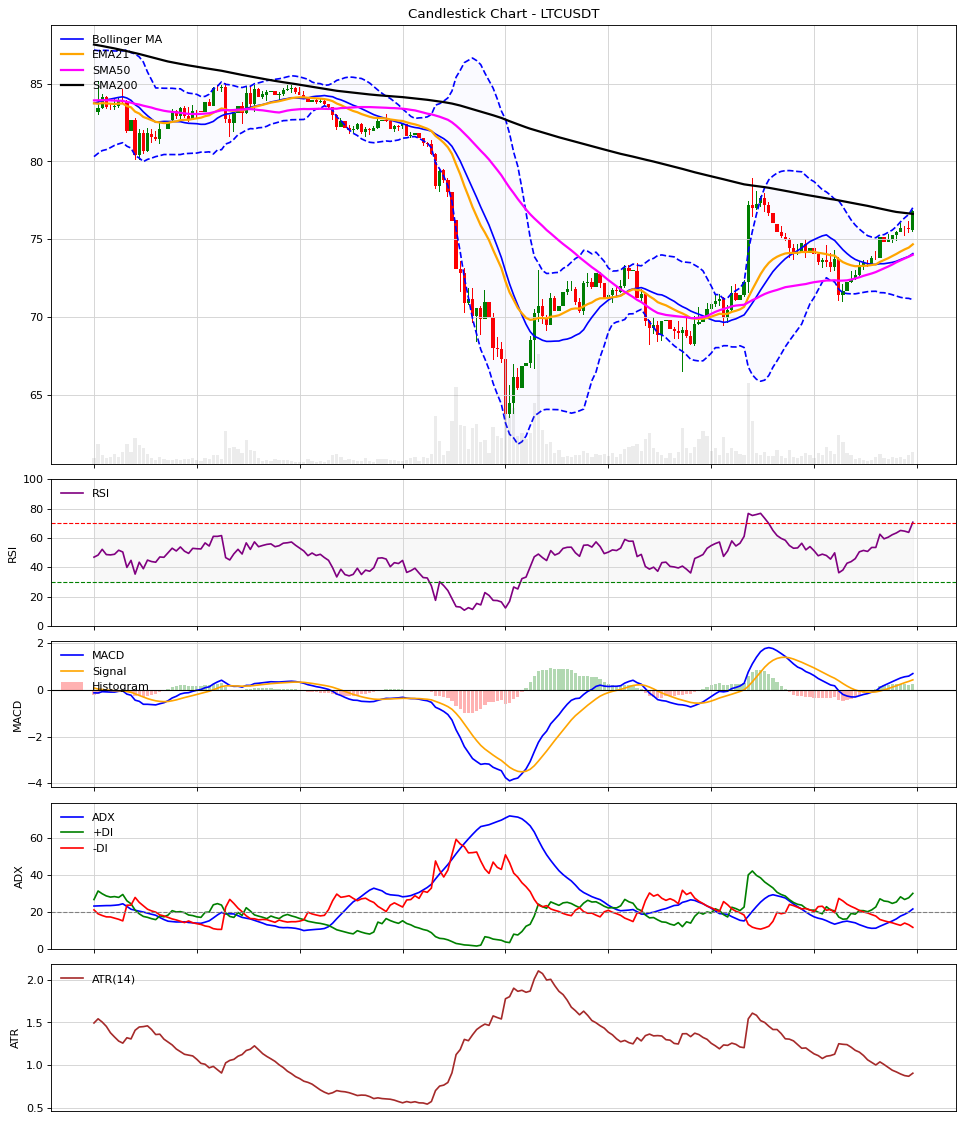 Candlestick Chart - LTCUSDT
Bollinger MA
EMA21
SMA50
SMA200
85
80
75
70
65
RSI
100
80
60
40
20
0
RSI
MACD
Signal
Histogram
2
0
−2
−4
MACD
ADX
+DI
-DI
60
40
20
0
ADX
ATR(14)
2.0
1.5
1.0
0.5
ATR